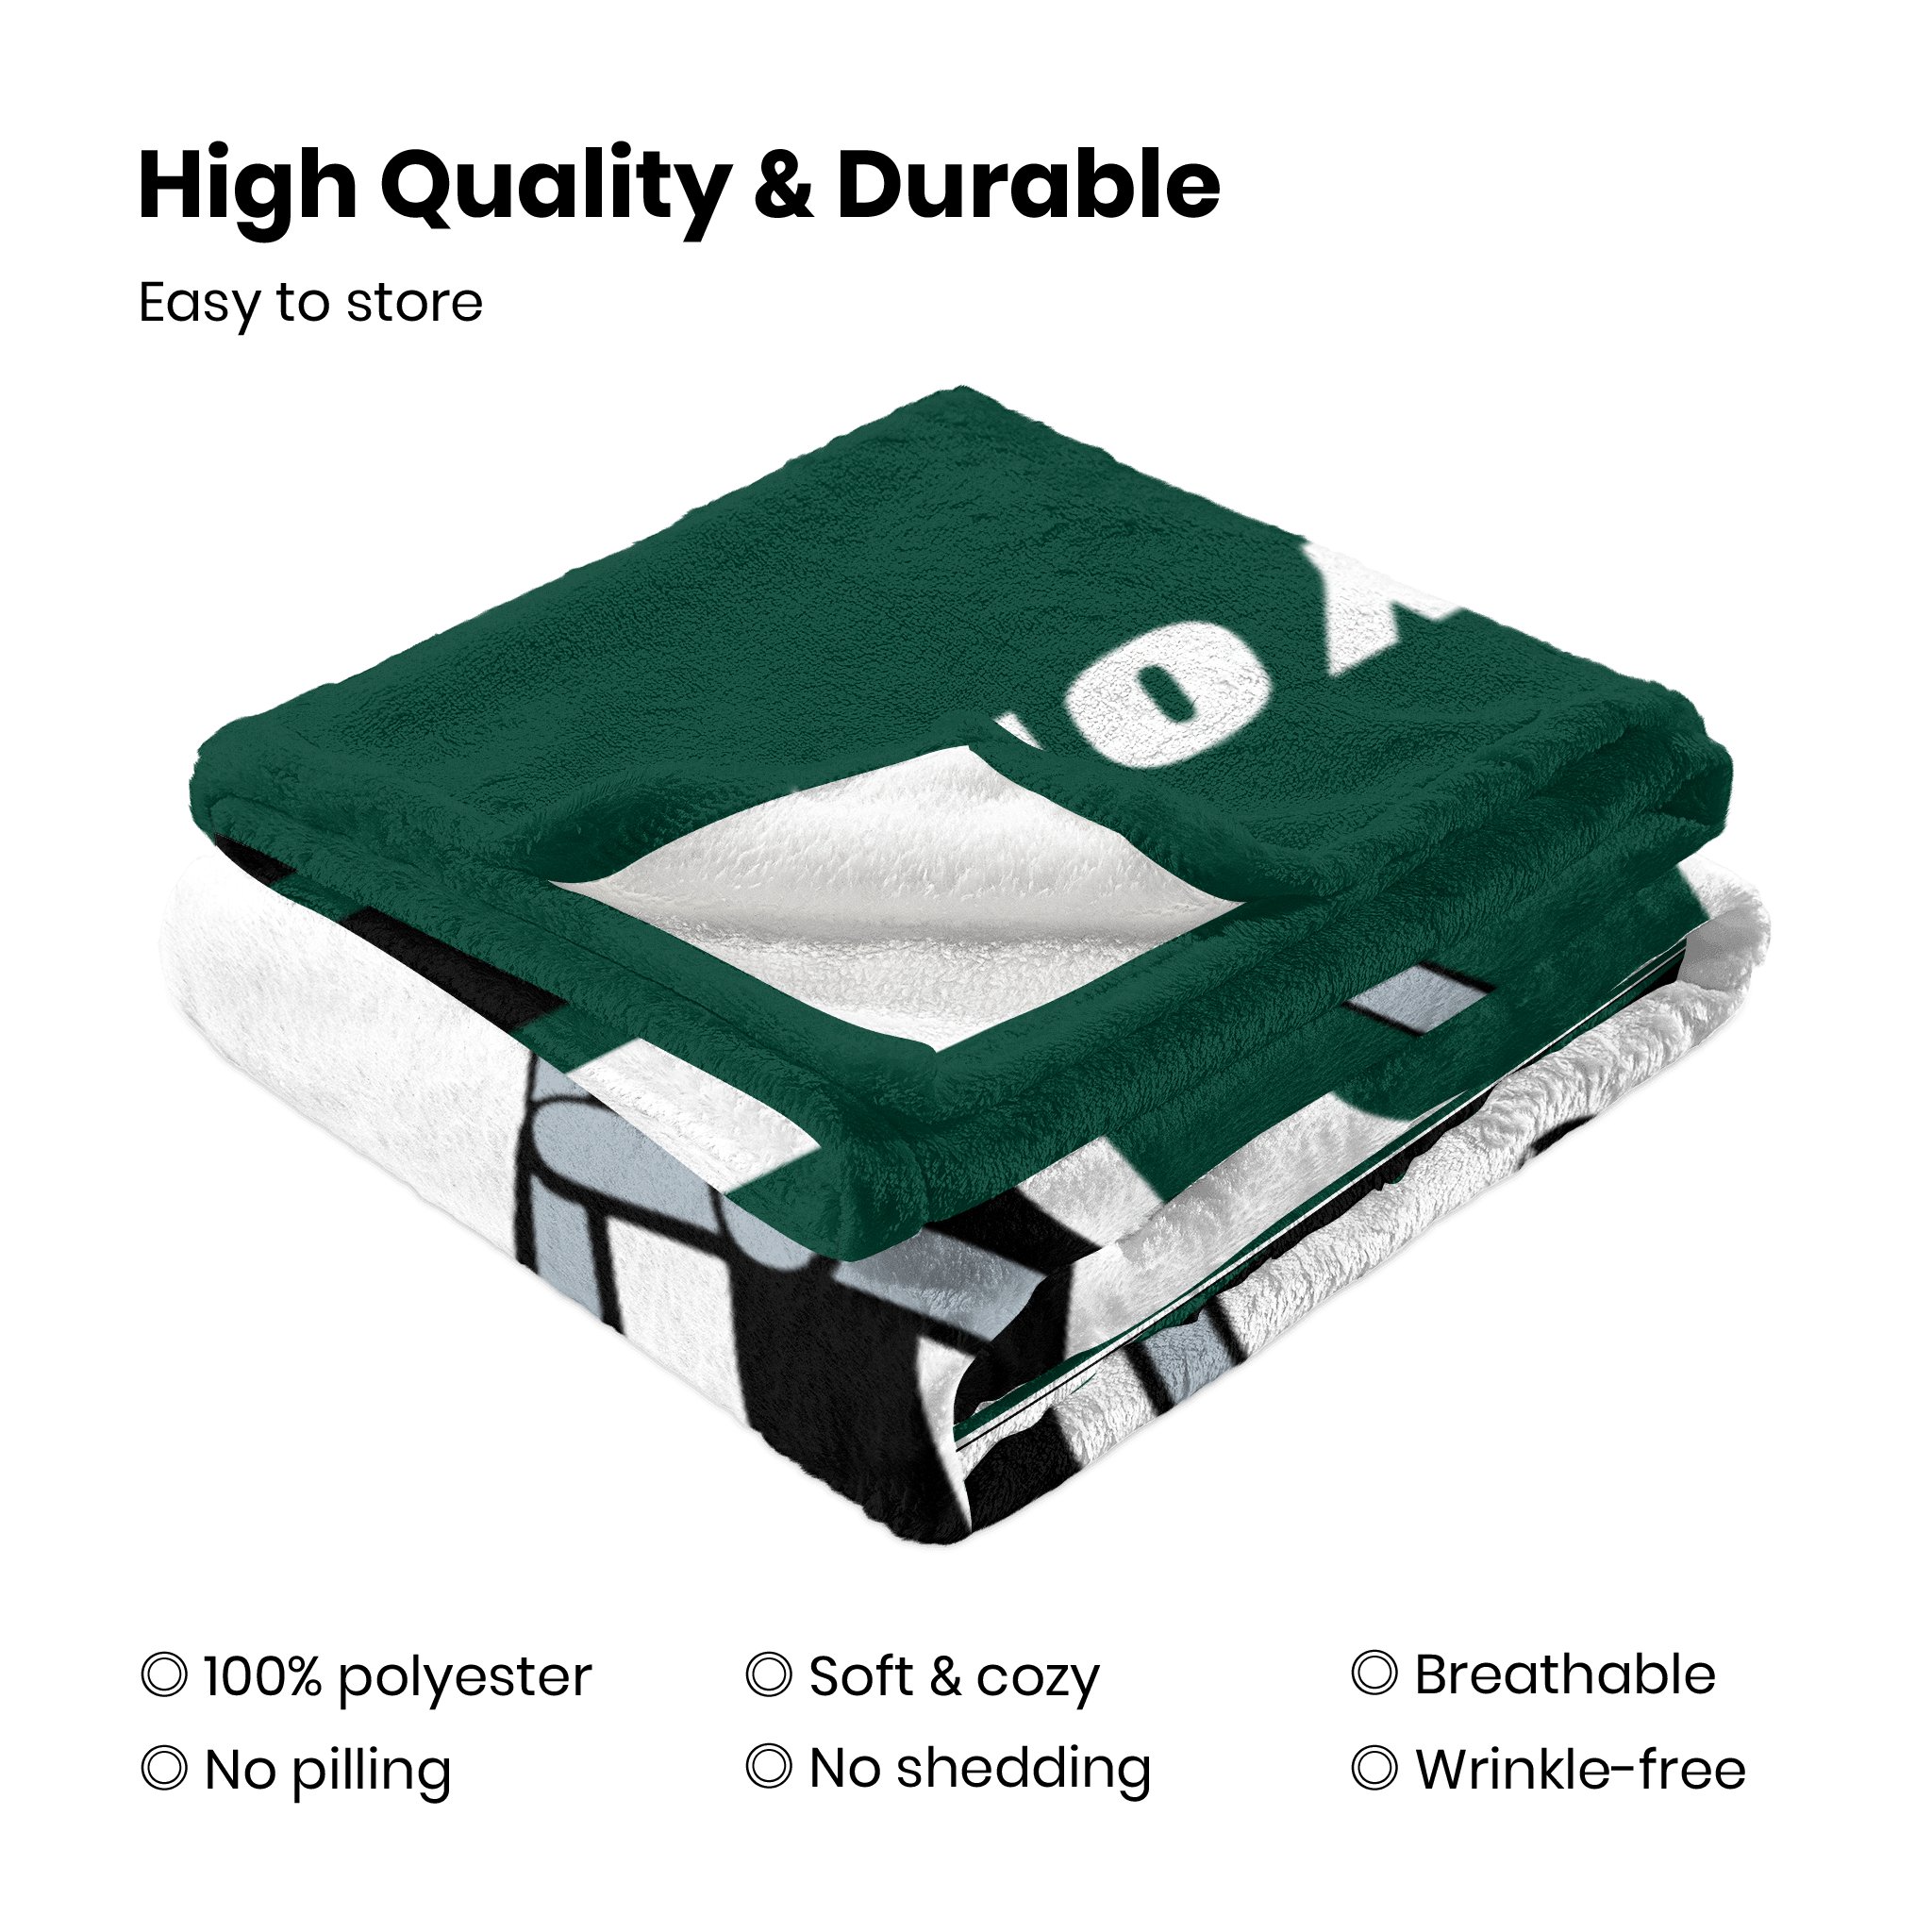 High Quality & Durable
Easy to store
100% polyester
Soft & cozy
Breathable
No pilling
No shedding
Wrinkle-free